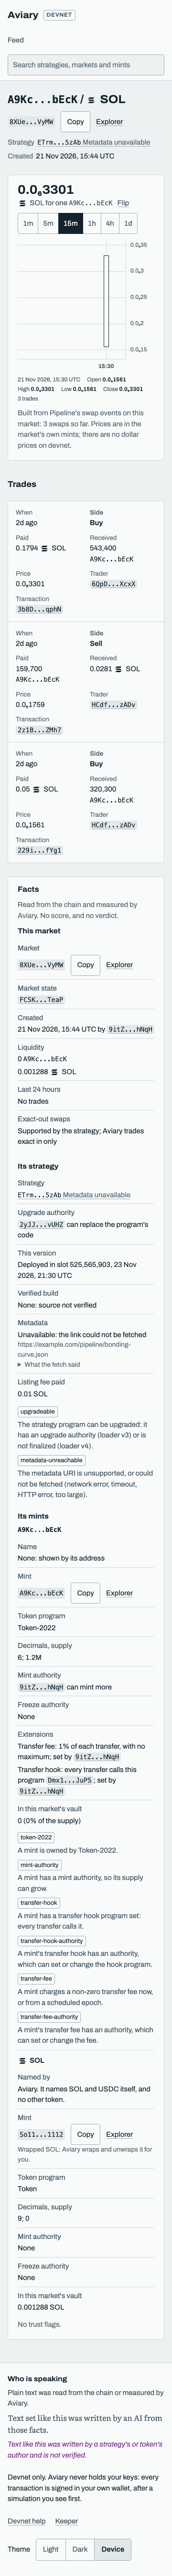 Aviary DEVNET
Feed
Search strategies, markets and mints
A9Kc...bEcK / SOL
8XUe...VyMW Copy Explorer
Strategy ETrm...5zAb Metadata unavailable
Created 21 Nov 2026, 15:44 UTC
0.0₆3301
SOL for one A9Kc...bEcK Flip
1m 5m 15m 1h 4h 1d
0.0₆35
0.0₆3
0.0₆25
0.0₆2
0.0₆15
15:30
21 Nov 2026, 15:30 UTC Open 0.0₆1561
High 0.0₆3301 Low 0.0₆1561 Close 0.0₆3301
3 trades
Built from Pipeline's swap events on this
market: 3 swaps so far. Prices are in the
market's own mints; there are no dollar
prices on devnet.
Trades
When Side
2d ago Buy
Paid Received
0.1794 SOL 543,400
A9Kc...bEcK
Price Trader
0.0₆3301 6QpD...XcxX
Transaction
3b8D...qphN
When Side
2d ago Sell
Paid Received
159,700 0.0281 SOL
A9Kc...bEcK
Price Trader
0.0₆1759 HCdf...zADv
Transaction
2z1B...ZMh7
When Side
2d ago Buy
Paid Received
0.05 SOL 320,300
A9Kc...bEcK
Price Trader
0.0₆1561 HCdf...zADv
Transaction
229i...fYg1
Facts
Read from the chain and measured by
Aviary. No score, and no verdict.
This market
Market
8XUe...VyMW Copy Explorer
Market state
FCSK...TeaP
Created
21 Nov 2026, 15:44 UTC by 9itZ...hNqH
Liquidity
0 A9Kc...bEcK
0.001288 SOL
Last 24 hours
No trades
Exact-out swaps
Supported by the strategy; Aviary trades
exact in only
Its strategy
Strategy
ETrm...5zAb Metadata unavailable
Upgrade authority
2yJJ...vUHZ can replace the program's
code
This version
Deployed in slot 525,565,903, 23 Nov
2026, 21:30 UTC
Verified build
None: source not verified
Metadata
Unavailable: the link could not be fetched
https://example.com/pipeline/bonding-
curve.json
▸ What the fetch said
Listing fee paid
0.01 SOL
upgradeable
The strategy program can be upgraded: it
has an upgrade authority (loader v3) or is
not finalized (loader v4).
metadata-unreachable
The metadata URI is unsupported, or could
not be fetched (network error, timeout,
HTTP error, too large).
Its mints
A9Kc...bEcK
Name
None: shown by its address
Mint
A9Kc...bEcK Copy Explorer
Token program
Token-2022
Decimals, supply
6; 1.2M
Mint authority
9itZ...hNqH can mint more
Freeze authority
None
Extensions
Transfer fee: 1% of each transfer, with no
maximum; set by 9itZ...hNqH
Transfer hook: every transfer calls this
program Dmx1...JuPS; set by
9itZ...hNqH
In this market's vault
0 (0% of the supply)
token-2022
A mint is owned by Token-2022.
mint-authority
A mint has a mint authority, so its supply
can grow.
transfer-hook
A mint has a transfer hook program set:
every transfer calls it.
transfer-hook-authority
A mint's transfer hook has an authority,
which can set or change the hook program.
transfer-fee
A mint charges a non-zero transfer fee now,
or from a scheduled epoch.
transfer-fee-authority
A mint's transfer fee has an authority, which
can set or change the fee.
SOL
Named by
Aviary. It names SOL and USDC itself, and
no other token.
Mint
So11...1112 Copy Explorer
Wrapped SOL: Aviary wraps and unwraps it for
you.
Token program
Token
Decimals, supply
9; 0
Mint authority
None
Freeze authority
None
In this market's vault
0.001288 SOL
No trust flags.
Who is speaking
Plain text was read from the chain or measured by
Aviary.
Text set like this was written by an AI from
those facts.
Text like this was written by a strategy's or token's
author and is not verified.
Devnet only. Aviary never holds your keys: every
transaction is signed in your own wallet, after a
simulation you see first.
Devnet help Keeper
Theme Light Dark Device